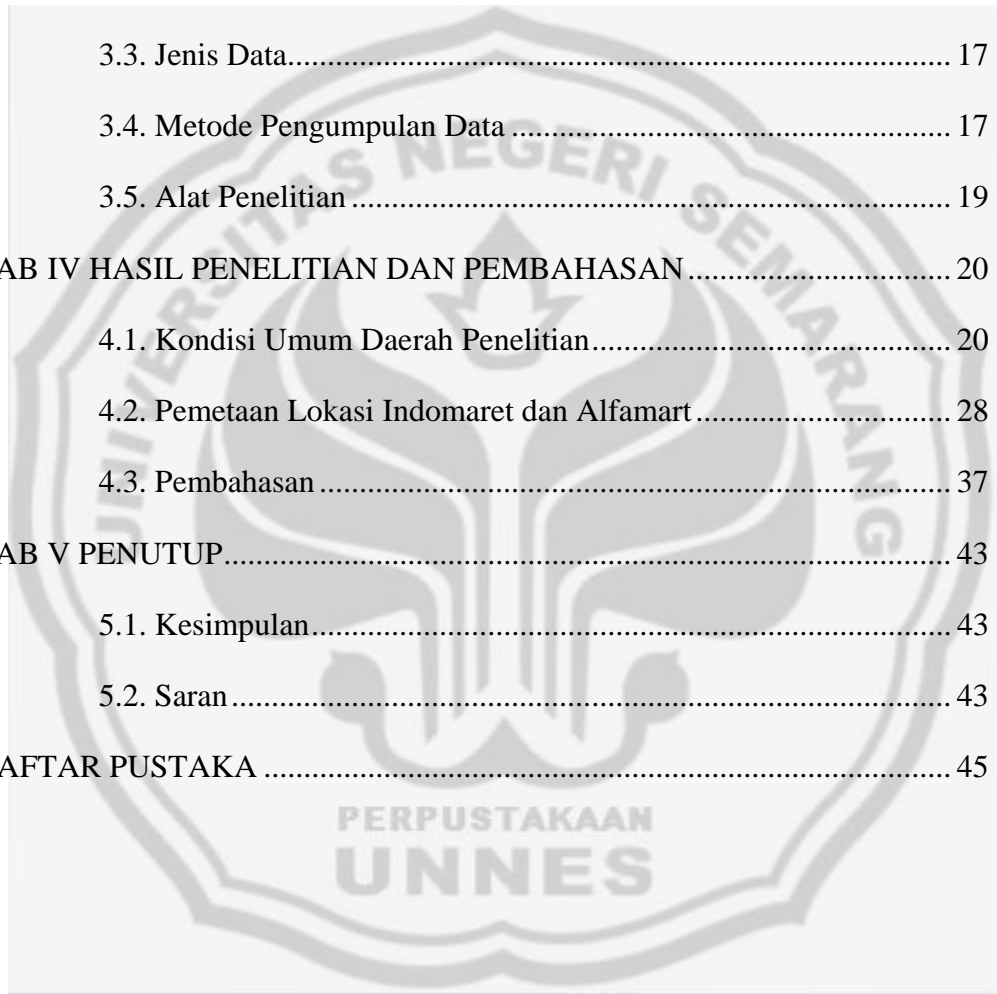 3.3. Jenis Data.................................................................................. 17
3.4. Metode Pengumpulan Data ...................................................... 17
3.5. Alat Penelitian .......................................................................... 19
AB IV HASIL PENELITIAN DAN PEMBAHASAN ................................ 20
4.1. Kondisi Umum Daerah Penelitian............................................ 20
4.2. Pemetaan Lokasi Indomaret dan Alfamart ............................... 28
4.3. Pembahasan .............................................................................. 37
AB V PENUTUP.......................................................................................... 43
5.1. Kesimpulan............................................................................... 43
5.2. Saran ......................................................................................... 43
AFTAR PUSTAKA ..................................................................................... 45
UNIVERSITAS NEGERI SEMARANG
PERPUSTAKAAN
UNNES